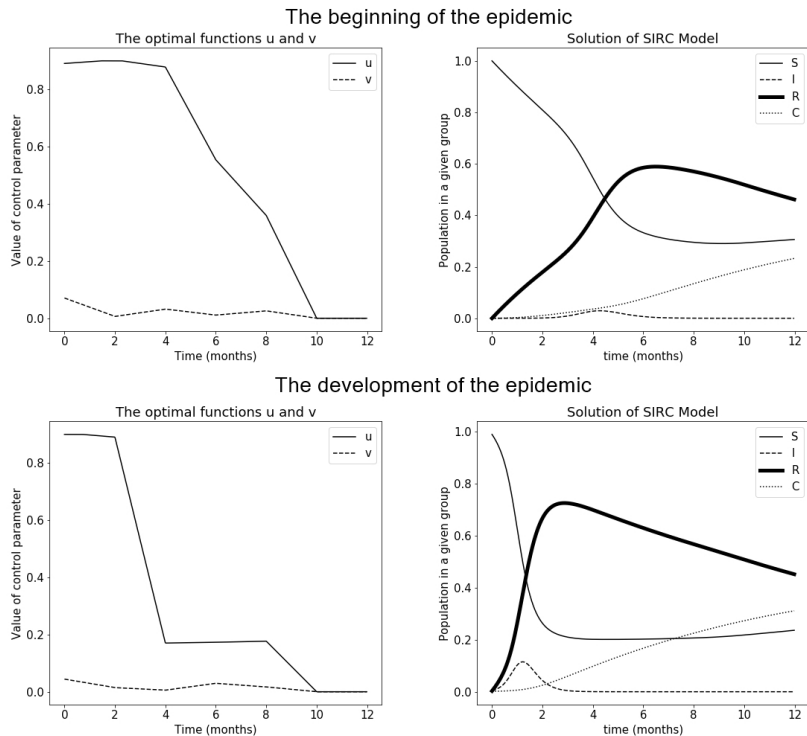 The beginning of the epidemic
The optimal functions u and v
Value of control parameter
0.8
0.6
0.4
0.2
0.0
0 2 4 6 8 10 12
Time (months)
u
v
Solution of SIRC Model
Population in a given group
1.0
0.8
0.6
0.4
0.2
0.0
0 2 4 6 8 10 12
time (months)
S
I
R
C
The development of the epidemic
The optimal functions u and v
Value of control parameter
0.8
0.6
0.4
0.2
0.0
0 2 4 6 8 10 12
Time (months)
u
v
Solution of SIRC Model
Population in a given group
1.0
0.8
0.6
0.4
0.2
0.0
0 2 4 6 8 10 12
time (months)
S
I
R
C